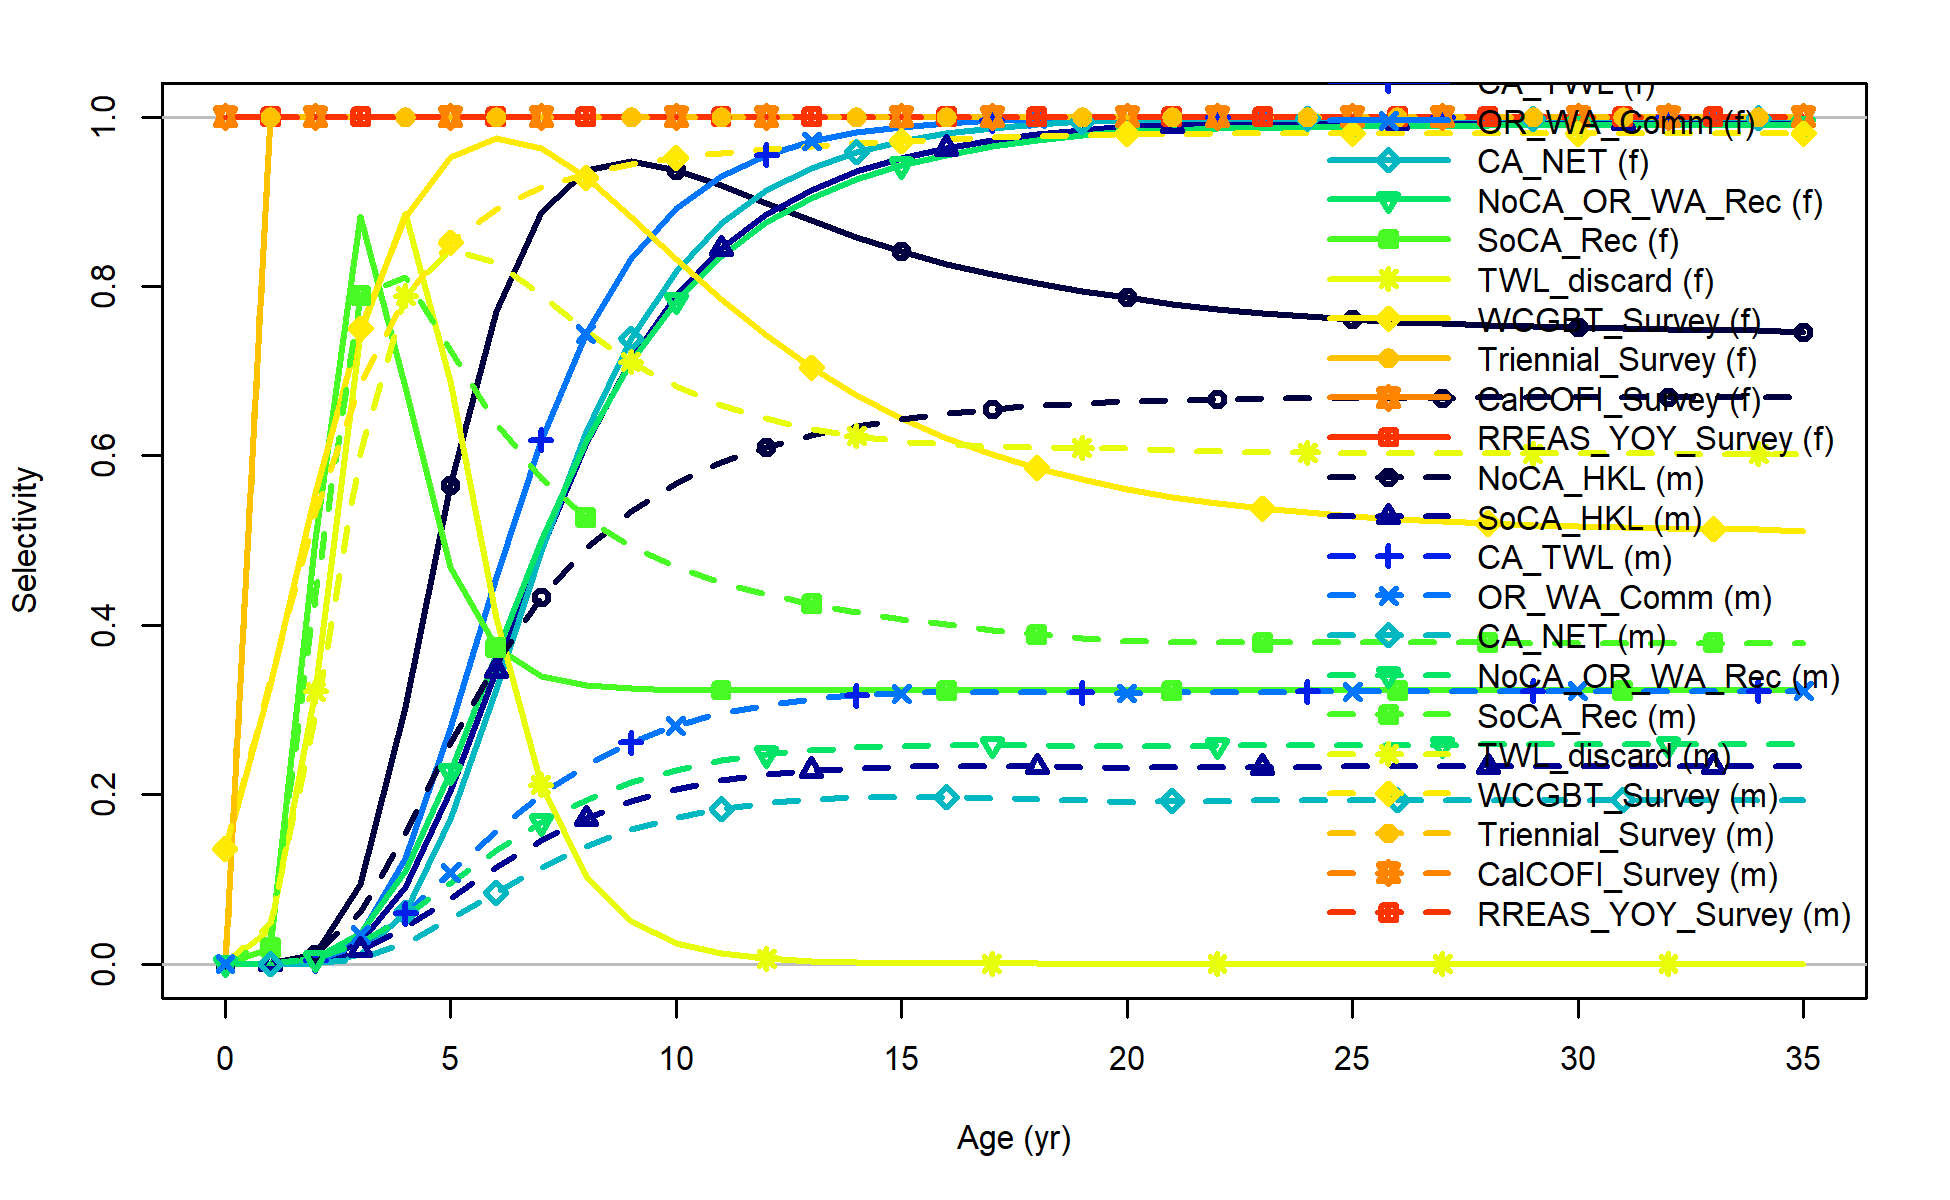 CA_TWL (f)
OR_WA_Comm (f)
CA_NET (f)
NoCA_OR_WA_Rec (f)
SoCA_Rec (f)
TWL_discard (f)
WCGBT_Survey (f)
Triennial_Survey (f)
CalCOFI_Survey (f)
RREAS_YOY_Survey (f)
NoCA_HKL (m)
SoCA_HKL (m)
CA_TWL (m)
OR_WA_Comm (m)
CA_NET (m)
NoCA_OR_WA_Rec (m)
SoCA_Rec (m)
TWL_discard (m)
WCGBT_Survey (m)
Triennial_Survey (m)
CalCOFI_Survey (m)
RREAS_YOY_Survey (m)
Selectivity
1.0
0.8
0.6
0.4
0.2
0.0
0 5 10 15 20 25 30 35
Age (yr)